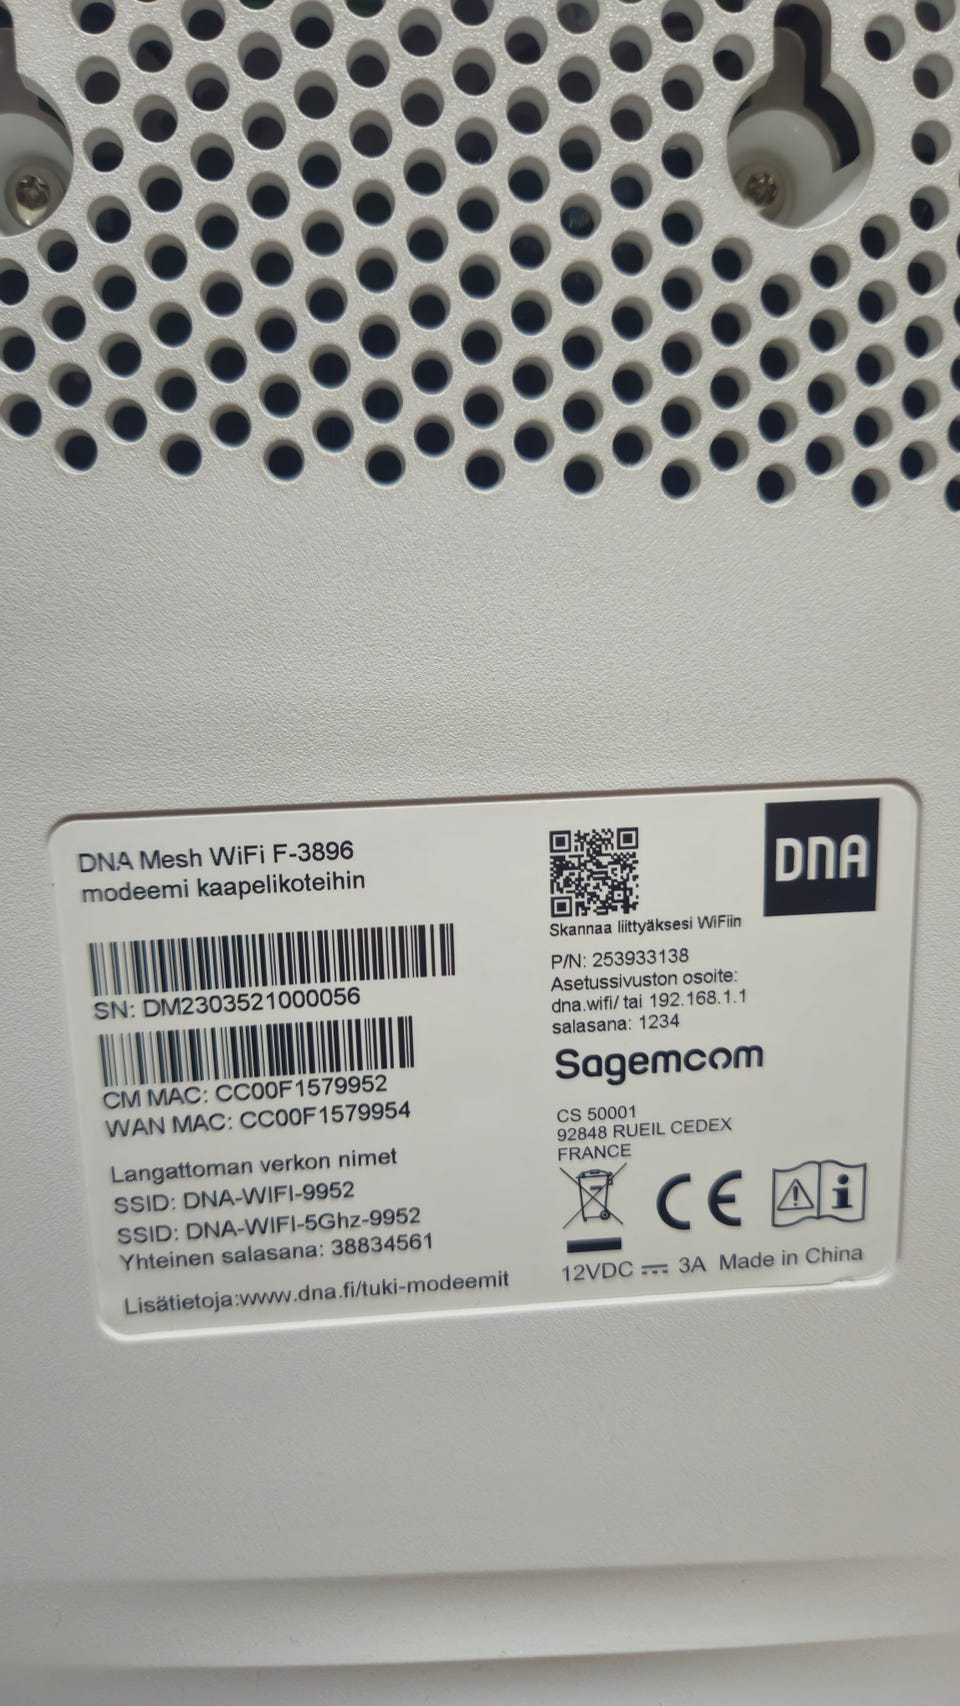 DNA Mesh WiFi F-3896
modeemi kaapelikoteihin
SN: DM2303521000056
CM MAC: CC00F1579952
WAN MAC: CC00F1579954
Langattoman verkon nimet
SSID: DNA-WIFI-9952
SSID: DNA-WIFI-5Ghz-9952
Yhteinen salasana: 38834561
Lisätietoja:www.dna.fi/tuki-modeemit
DNA
Skannaa liittyäksesi WiFiin
P/N: 253933138
Asetussivuston osoite:
dna.wifi/ tai 192.168.1.1
salasana: 1234
Sagemcom
CS 50001
92848 RUEIL CEDEX
FRANCE
CE
12VDC ⎓ 3A Made in China